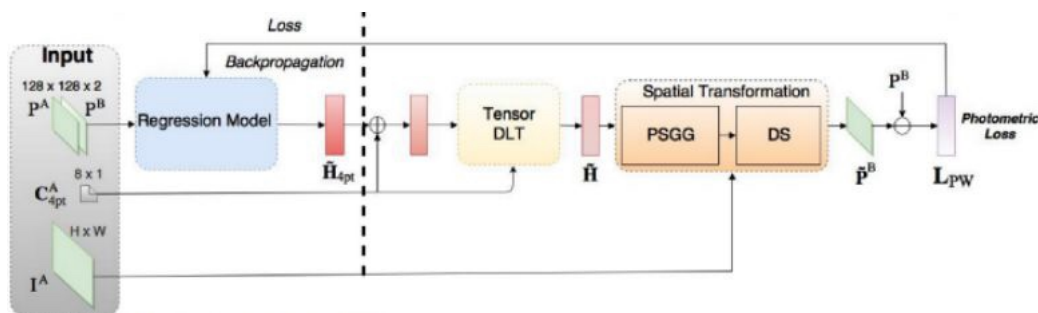 Input
128 x 128 x 2
P^A P^B
8 x 1
C^A_4pt
H x W
I^A
Loss
Backpropagation
Regression Model
H̃_4pt
Tensor
DLT
H̃
Spatial Transformation
PSGG
DS
P̃^B
P^B
Photometric
Loss
L_PW